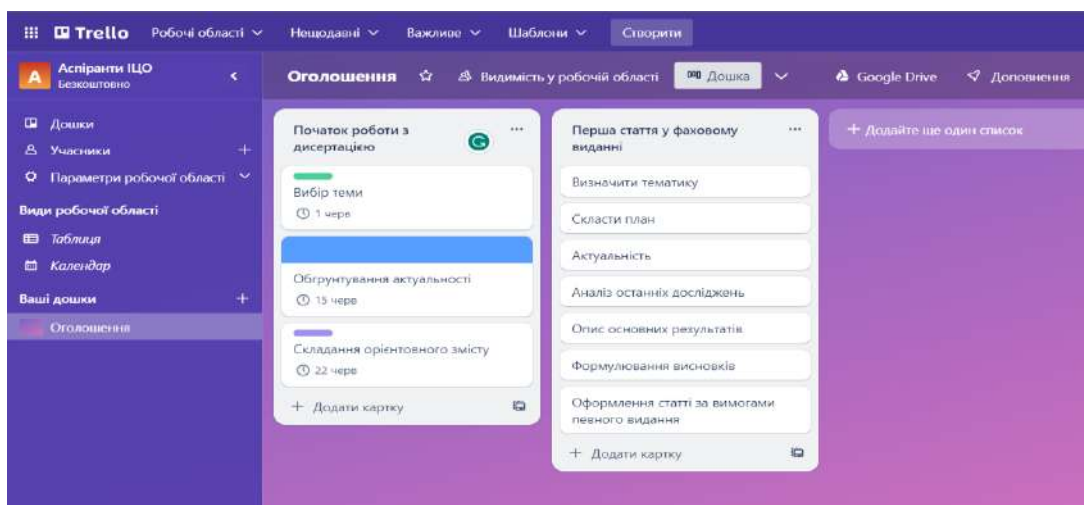 Trello Робочі області Нещодавні Важливо Шаблони Створити
А Аспіранти ІЦО
Безкоштовно
Оголошення Видимість у робочій області Дошка Google Drive Доповнення
Дошки
Учасники
Параметри робочої області
Види робочої області
Таблиця
Календар
Ваші дошки
Оголошення
Початок роботи з
дисертацією
Вибір теми
1 черв
Обґрунтування актуальності
15 черв
Складання орієнтовного змісту
22 черв
+ Додати картку
Перша стаття у фаховому
виданні
Визначити тематику
Скласти план
Актуальність
Аналіз останніх досліджень
Опис основних результатів
Формулювання висновків
Оформлення статті за вимогами
певного видання
+ Додати картку
+ Додайте ще один список